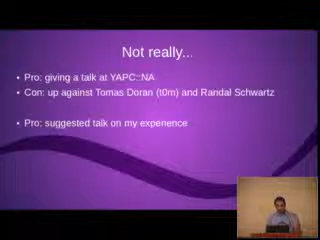 Not really...
• Pro: giving a talk at YAPC::NA
• Con: up against Tomas Doran (t0m) and Randal Schwartz
• Pro: suggested talk on my experience